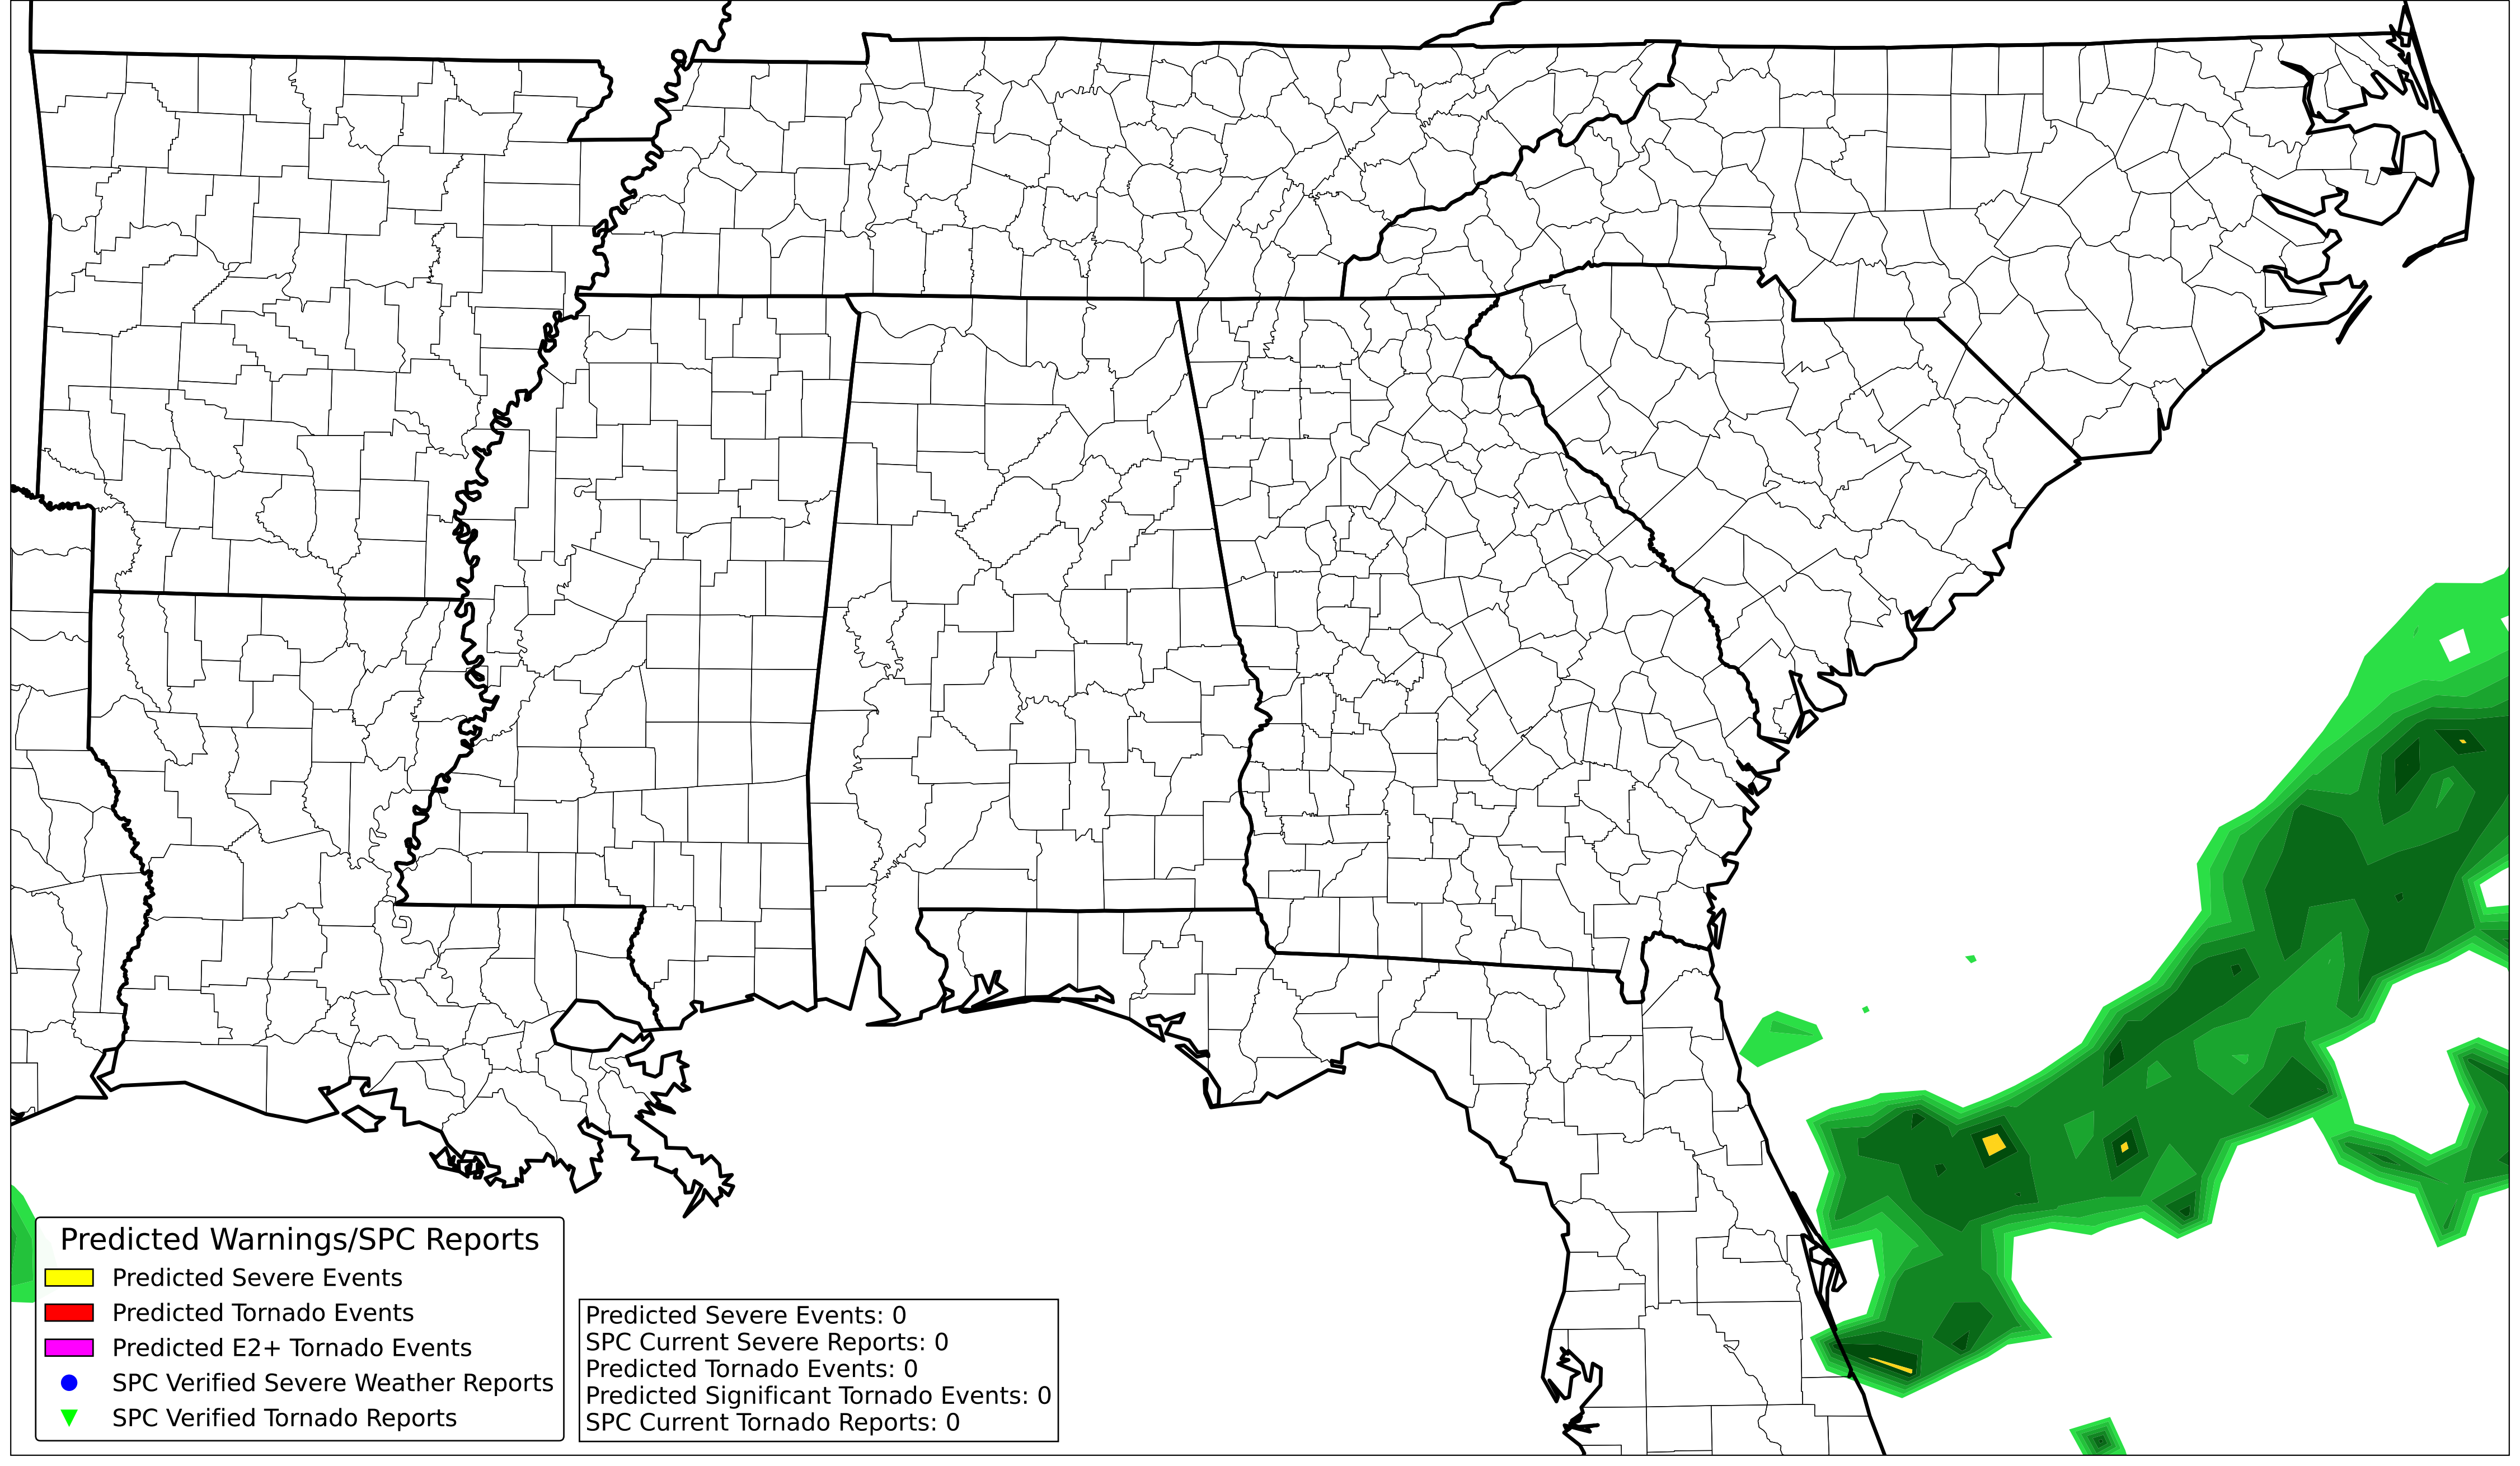 Predicted Warnings/SPC Reports
Predicted Severe Events
Predicted Tornado Events
Predicted E2+ Tornado Events
SPC Verified Severe Weather Reports
SPC Verified Tornado Reports
Predicted Severe Events: 0
SPC Current Severe Reports: 0
Predicted Tornado Events: 0
Predicted Significant Tornado Events: 0
SPC Current Tornado Reports: 0